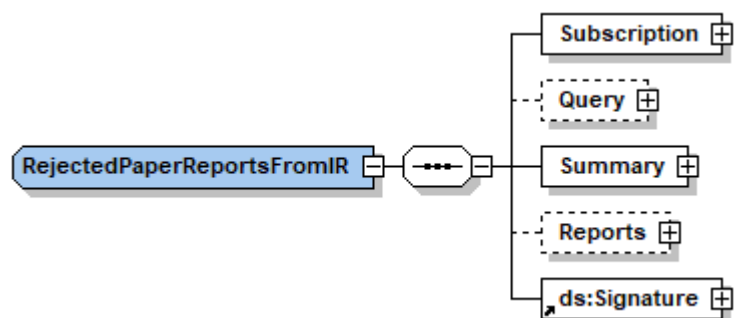 Subscription
Query
RejectedPaperReportsFromIR
Summary
Reports
ds:Signature